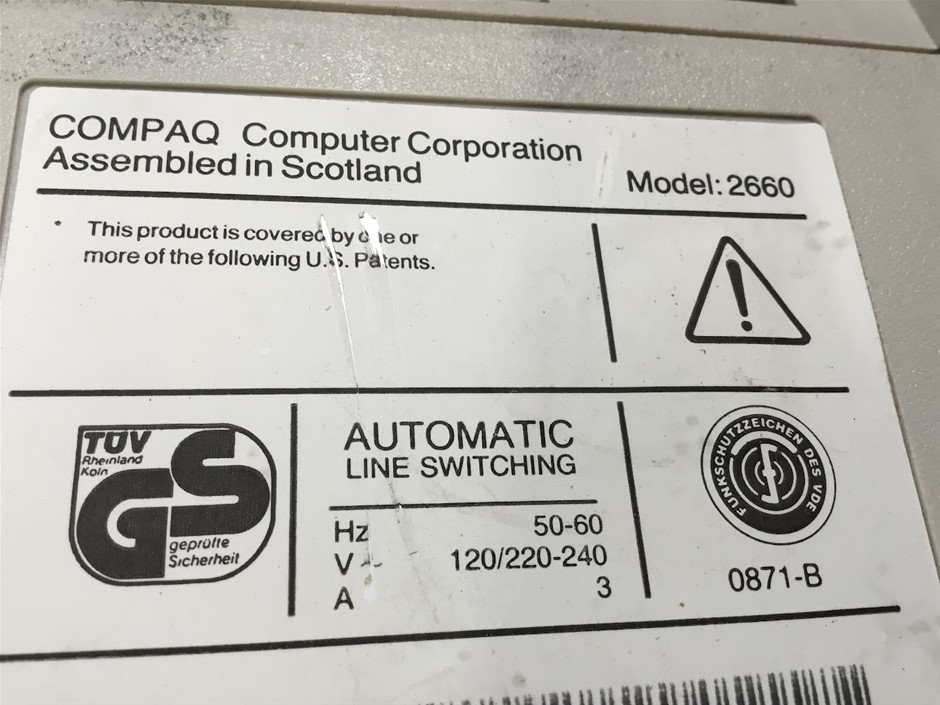 COMPAQ Computer Corporation
Assembled in Scotland
Model: 2660
* This product is covered by one or
more of the following U.S. Patents.
TÜV
Rheinland
Köln
GS
geprüfte
Sicherheit
AUTOMATIC
LINE SWITCHING
Hz 50-60
V~ 120/220-240
A 3
FUNKSCHUTZZEICHEN DES VDE
0871-B